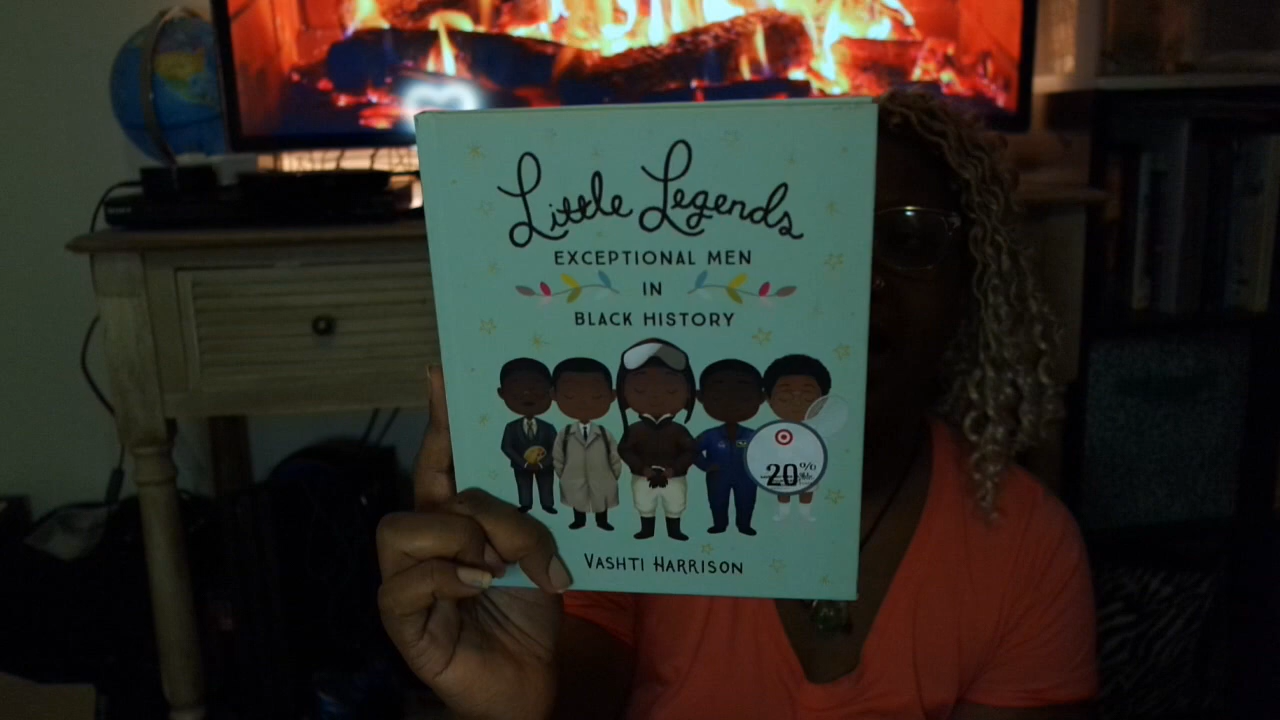 Little Legends
EXCEPTIONAL MEN
IN
BLACK HISTORY
20%
VASHTI HARRISON